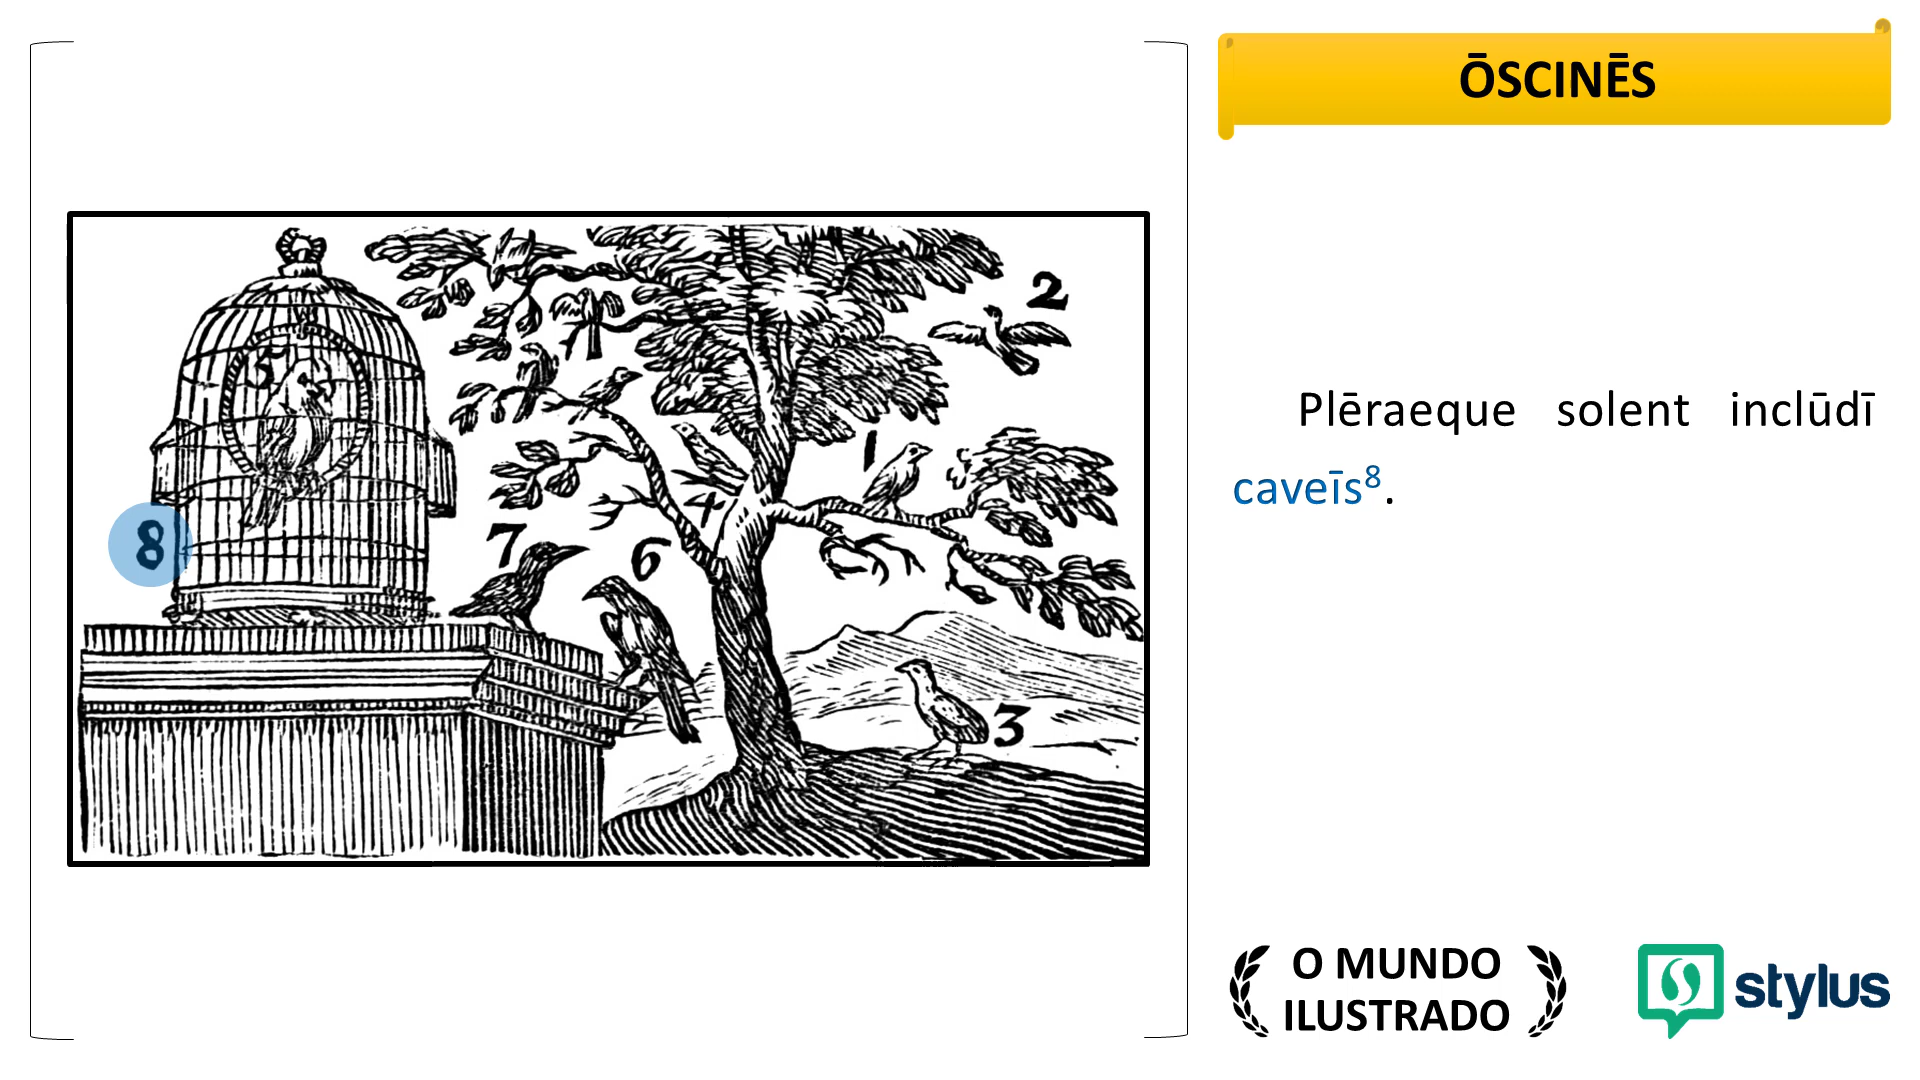 ŌSCINĒS
2
5
1
Plēraeque solent inclūdī
caveīs⁸.
4
8
7
6
3
O MUNDO
ILUSTRADO
stylus